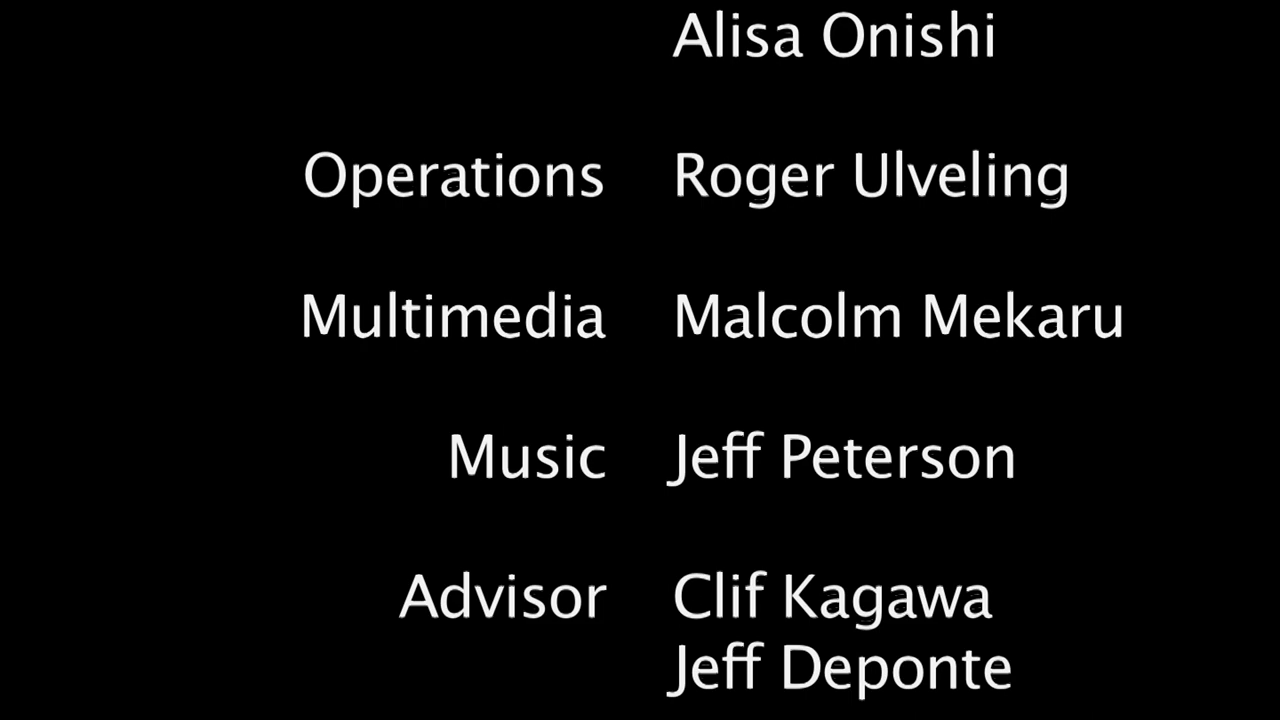 Alisa Onishi
Operations Roger Ulveling
Multimedia Malcolm Mekaru
Music Jeff Peterson
Advisor Clif Kagawa
Jeff Deponte